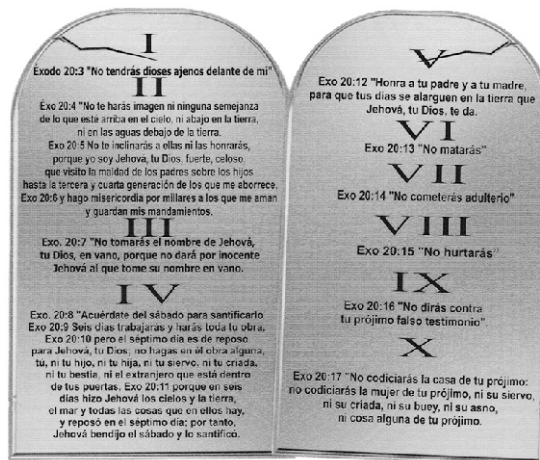 I
Exodo 20:3 "No tendrás dioses ajenos delante de mi"
II
Exo 20:4 "No te harás imagen ni ninguna semejanza
de lo que esté arriba en el cielo, ni abajo en la tierra,
ni en las aguas debajo de la tierra.
Exo 20:5 No te inclinarás a ellas ni las honrarás,
porque yo soy Jehova, tu Dios, fuerte, celoso,
que visito la maldad de los padres sobre los hijos
hasta la tercera y cuarta generación de los que me aborrece,
Exo 20:6 y hago misericordia por millares a los que me aman
y guardan mis mandamientos.
III
Exo. 20:7 "No tomarás el nombre de Jehová,
tu Dios, en vano, porque no dará por inocente
Jehová al que tome su nombre en vano.
IV
Exo. 20:8 "Acuérdate del sábado para santificarlo
Exo 20:9 Seis días trabajarás y harás toda tu obra,
Exo 20:10 pero el séptimo día es de reposo
para Jehová, tu Dios; no hagas en él obra alguna,
tú, ni tu hijo, ni tu hija, ni tu siervo, ni tu criada,
ni tu bestia, ni el extranjero que está dentro
de tus puertas, Exo 20:11 porque en seis
días hizo Jehová los cielos y la tierra,
el mar y todas las cosas que en ellos hay,
y reposó en el séptimo día; por tanto,
Jehová bendijo el sábado y lo santificó.
V
Exo 20:12 "Honra a tu padre y a tu madre,
para que tus días se alarguen en la tierra que
Jehová, tu Dios, te da.
VI
Exo 20:13 "No matarás"
VII
Exo 20:14 "No cometerás adulterio"
VIII
Exo 20:15 "No hurtarás"
IX
Exo 20:16 "No dirás contra
tu prójimo falso testimonio".
X
Exo 20:17 "No codiciarás la casa de tu prójimo:
no codiciarás la mujer de tu prójimo, ni su siervo,
ni su criada, ni su buey, ni su asno,
ni cosa alguna de tu prójimo.